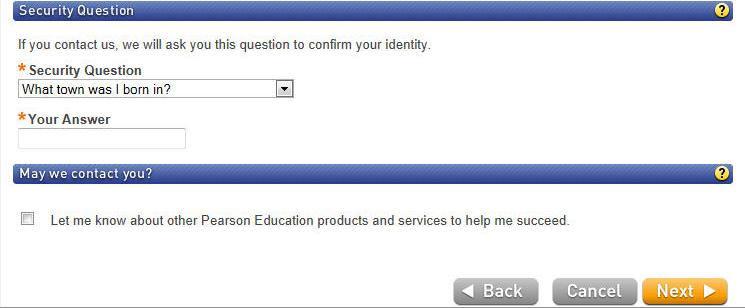 Security Question
?
If you contact us, we will ask you this question to confirm your identity.
*Security Question
What town was I born in?
*Your Answer
May we contact you?
?
Let me know about other Pearson Education products and services to help me succeed.
Back Cancel Next